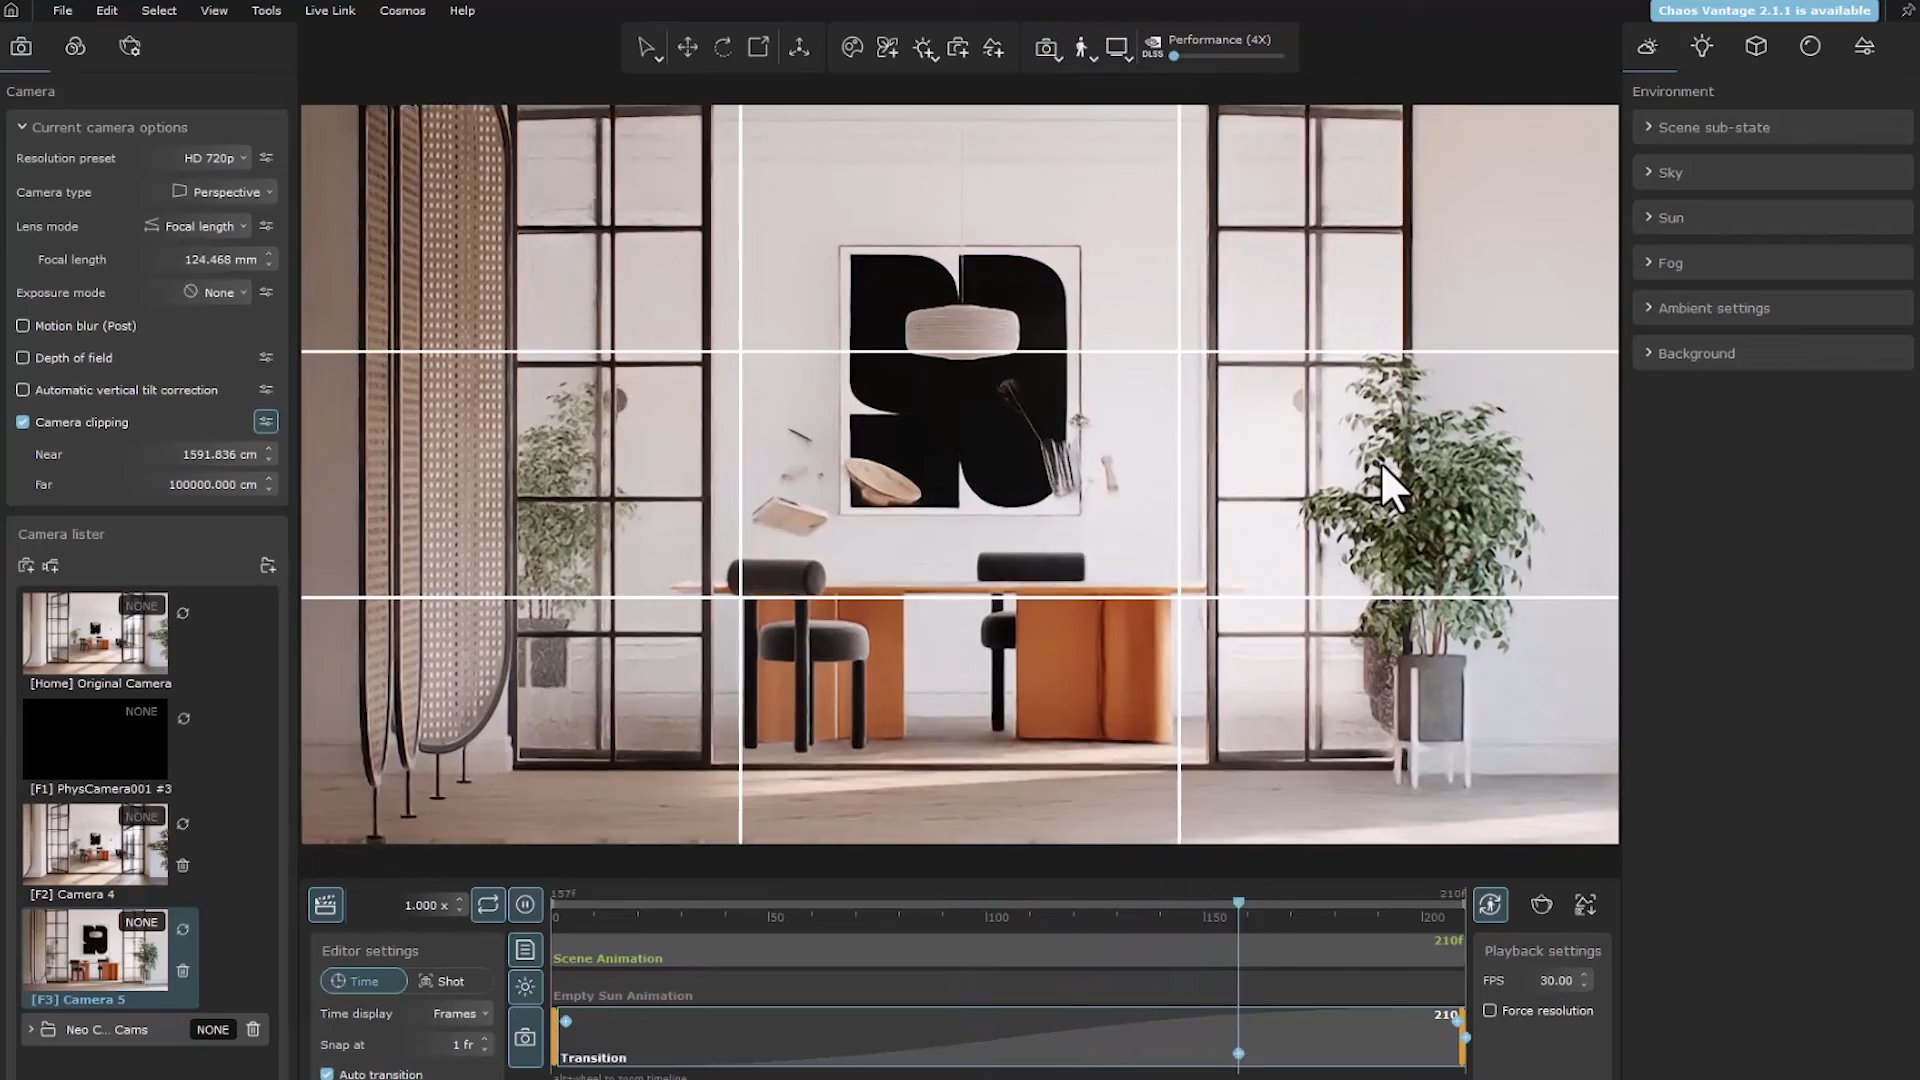 File Edit Select View Tools Live Link Cosmos Help
Chaos Vantage 2.1.1 is available
DLSS
Performance (4X)
Camera
Current camera options
Resolution preset HD 720p
Camera type Perspective
Lens mode Focal length
Focal length 124.468 mm
Exposure mode None
Motion blur (Post)
Depth of field
Automatic vertical tilt correction
Camera clipping
Near 1591.836 cm
Far 100000.000 cm
Camera lister
NONE
[Home] Original Camera
NONE
[F1] PhysCamera001 #3
NONE
[F2] Camera 4
NONE
[F3] Camera 5
Neo C... Cams NONE
Environment
Scene sub-state
Sky
Sun
Fog
Ambient settings
Background
1.000 x
157f 210f
0 50 100 150 200
Editor settings
Time Shot
Time display Frames
Snap at 1 fr
Auto transition
210f
Scene Animation
Empty Sun Animation
210
Transition
alt+wheel to zoom timeline
Playback settings
FPS 30.00
Force resolution